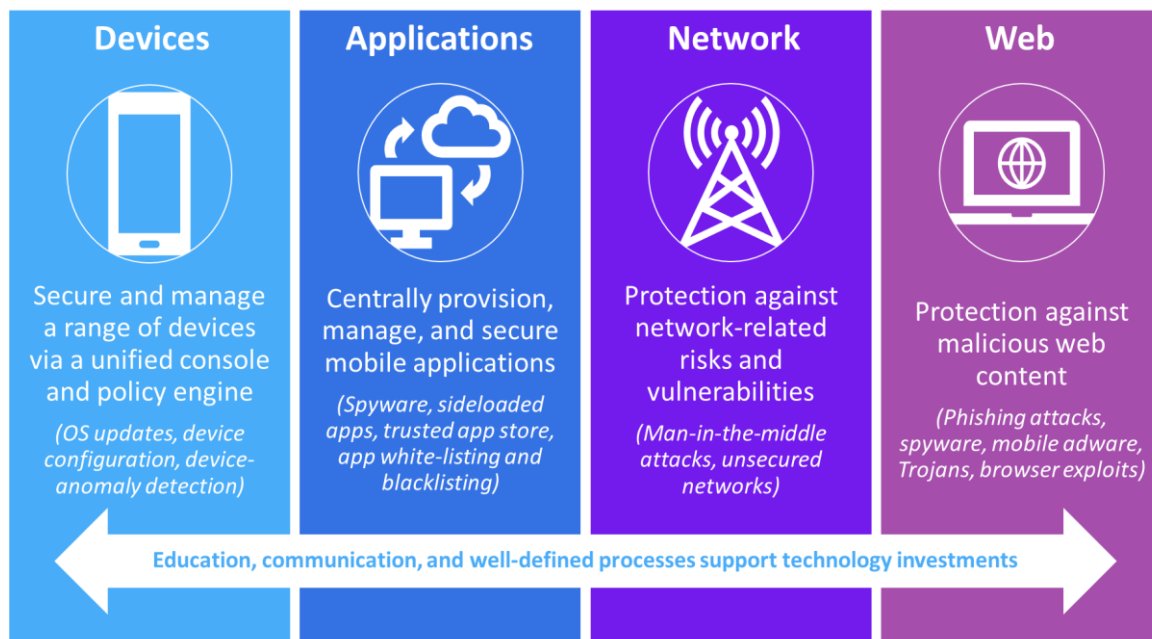 Devices
Secure and manage
a range of devices
via a unified console
and policy engine
(OS updates, device
configuration, device-
anomaly detection)
Applications
Centrally provision,
manage, and secure
mobile applications
(Spyware, sideloaded
apps, trusted app store,
app white-listing and
blacklisting)
Network
Protection against
network-related
risks and
vulnerabilities
(Man-in-the-middle
attacks, unsecured
networks)
Web
Protection against
malicious web
content
(Phishing attacks,
spyware, mobile adware,
Trojans, browser exploits)
Education, communication, and well-defined processes support technology investments